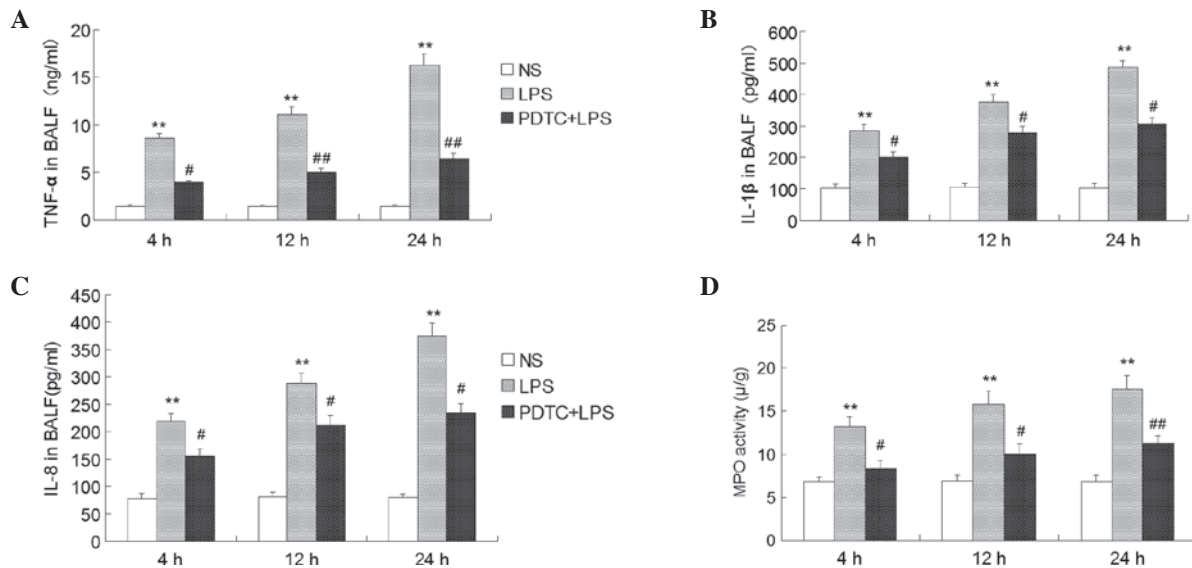 A
TNF-α in BALF (ng/ml)
20
15
10
5
0
**
#
**
##
**
##
4 h
12 h
24 h
NS
LPS
PDTC+LPS
B
IL-1β in BALF (pg/ml)
600
500
400
300
200
100
0
**
#
**
#
**
#
4 h
12 h
24 h
C
IL-8 in BALF(pg/ml)
450
400
350
300
250
200
150
100
50
0
**
#
**
#
**
#
4 h
12 h
24 h
NS
LPS
PDTC+LPS
D
MPO activity (μ/g)
25
20
15
10
5
0
**
#
**
#
**
##
4 h
12 h
24 h